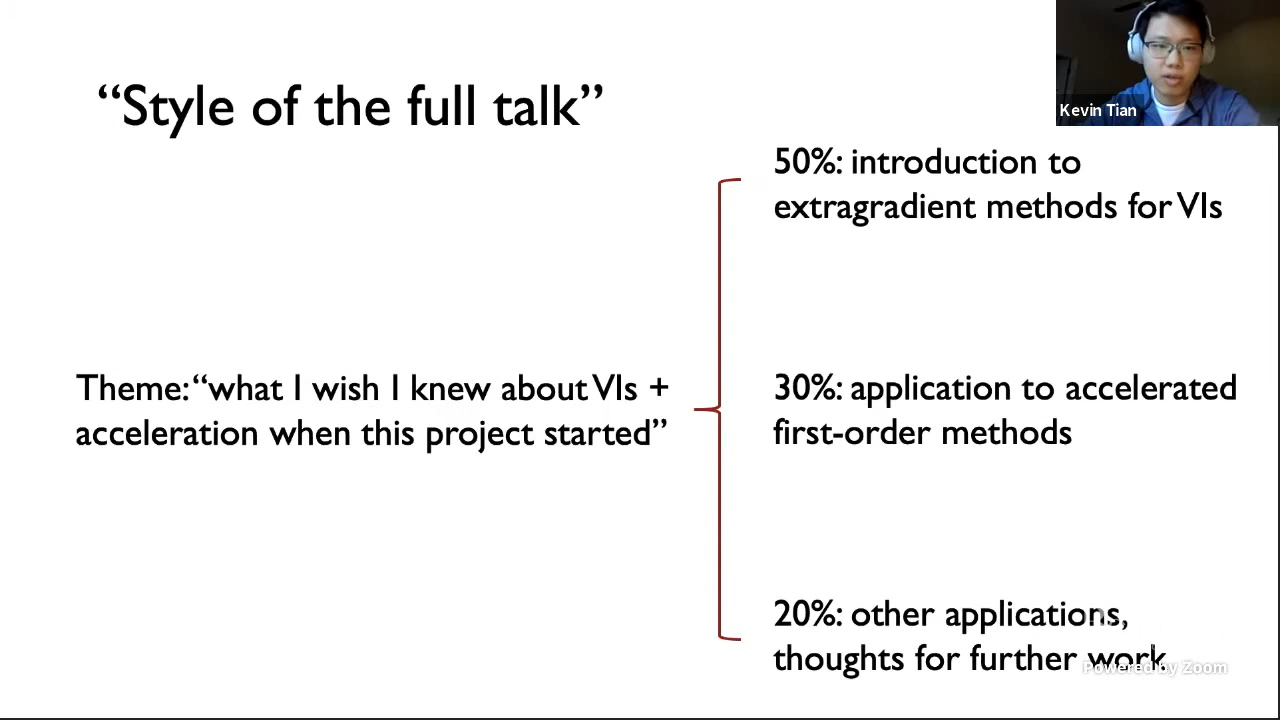 “Style of the full talk”
Kevin Tian
50%: introduction to
extragradient methods for VIs
Theme: “what I wish I knew about VIs +
acceleration when this project started”
30%: application to accelerated
first-order methods
20%: other applications,
thoughts for further work
Powered by Zoom